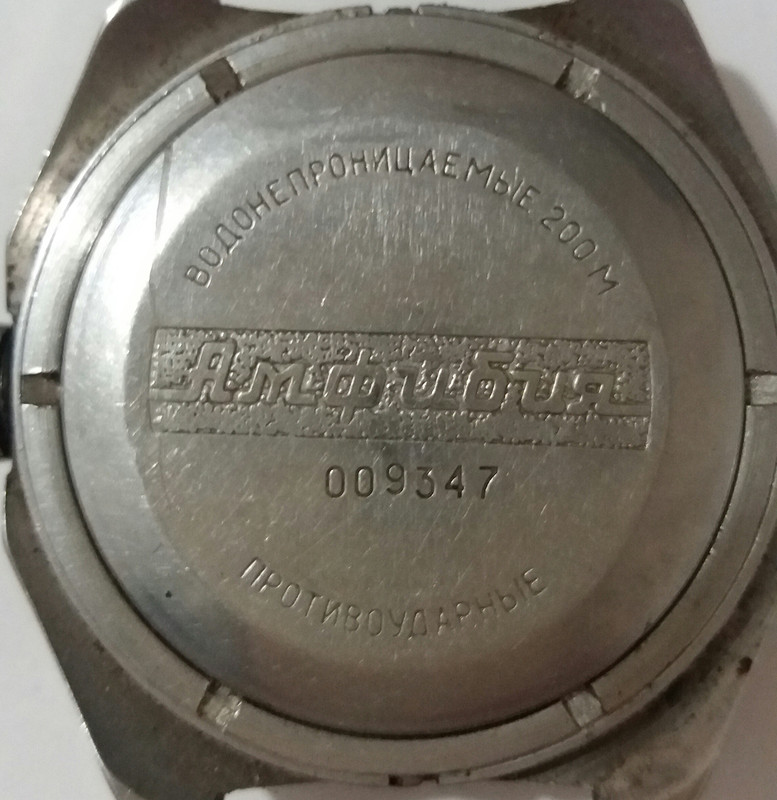 ВОДОНЕПРОНИЦАЕМЫЕ 200 М
Амфибия
009347
ПРОТИВОУДАРНЫЕ